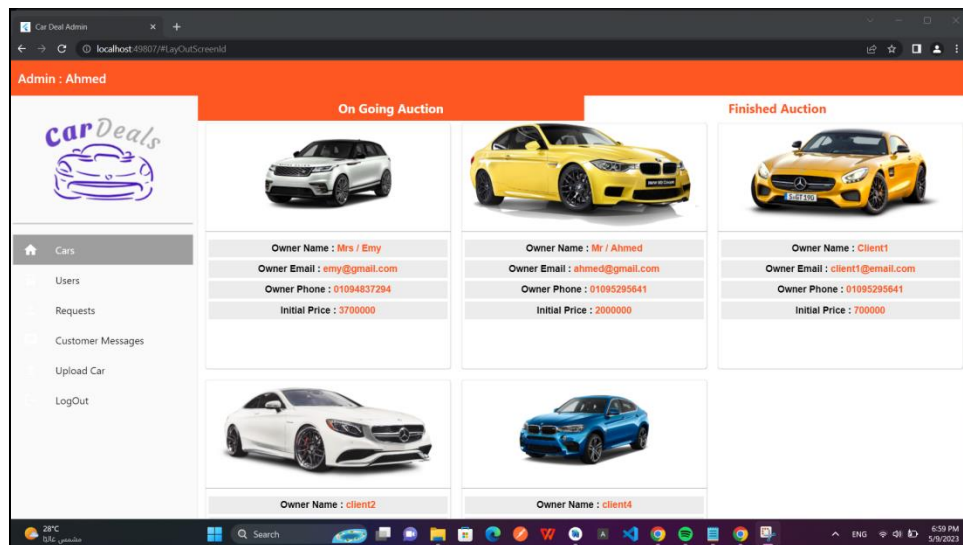 Car Deal Admin
localhost:49807/#LayOutScreenId
Admin : Ahmed
On Going Auction
Finished Auction
Car Deals
Cars
Users
Requests
Customer Messages
Upload Car
LogOut
Owner Name : Mrs / Emy
Owner Email : emy@gmail.com
Owner Phone : 01094837294
Initial Price : 3700000
Owner Name : Mr / Ahmed
Owner Email : ahmed@gmail.com
Owner Phone : 01095295641
Initial Price : 2000000
S·GT 190
Owner Name : Client1
Owner Email : client1@email.com
Owner Phone : 01095295641
Initial Price : 700000
Owner Name : client2
Owner Name : client4
28°C
مشمس غالبًا
Search
ENG
6:59 PM
5/9/2023